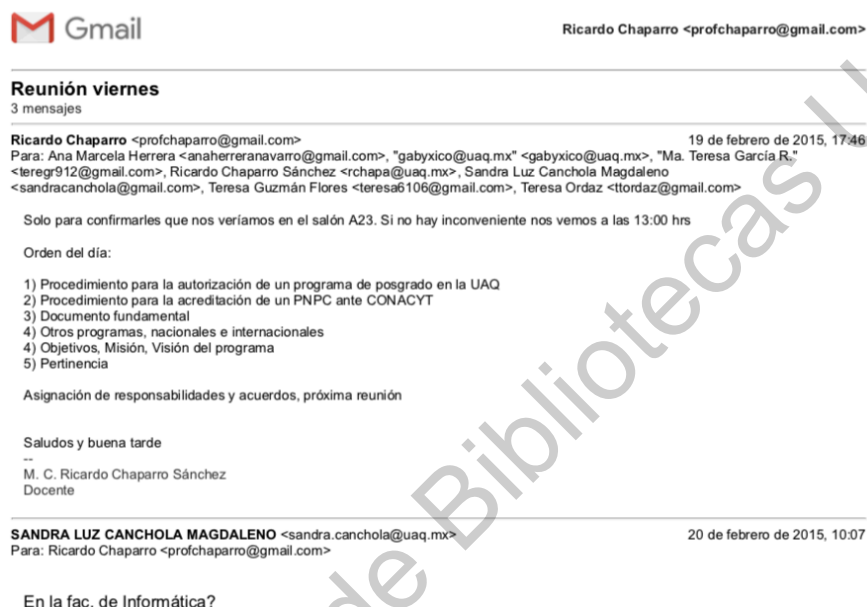 Gmail
Ricardo Chaparro <profchaparro@gmail.com>
Reunión viernes
3 mensajes
Ricardo Chaparro <profchaparro@gmail.com> 19 de febrero de 2015, 17:46
Para: Ana Marcela Herrera <anaherreranavarro@gmail.com>, "gabyxico@uaq.mx" <gabyxico@uaq.mx>, "Ma. Teresa García R."
<teregr912@gmail.com>, Ricardo Chaparro Sánchez <rchapa@uaq.mx>, Sandra Luz Canchola Magdaleno
<sandracanchola@gmail.com>, Teresa Guzmán Flores <teresa6106@gmail.com>, Teresa Ordaz <ttordaz@gmail.com>
Solo para confirmarles que nos veríamos en el salón A23. Si no hay inconveniente nos vemos a las 13:00 hrs
Orden del día:
1) Procedimiento para la autorización de un programa de posgrado en la UAQ
2) Procedimiento para la acreditación de un PNPC ante CONACYT
3) Documento fundamental
4) Otros programas, nacionales e internacionales
4) Objetivos, Misión, Visión del programa
5) Pertinencia
Asignación de responsabilidades y acuerdos, próxima reunión
Saludos y buena tarde
--
M. C. Ricardo Chaparro Sánchez
Docente
SANDRA LUZ CANCHOLA MAGDALENO <sandra.canchola@uaq.mx> 20 de febrero de 2015, 10:07
Para: Ricardo Chaparro <profchaparro@gmail.com>
En la fac. de Informática?
de Bibliotecas